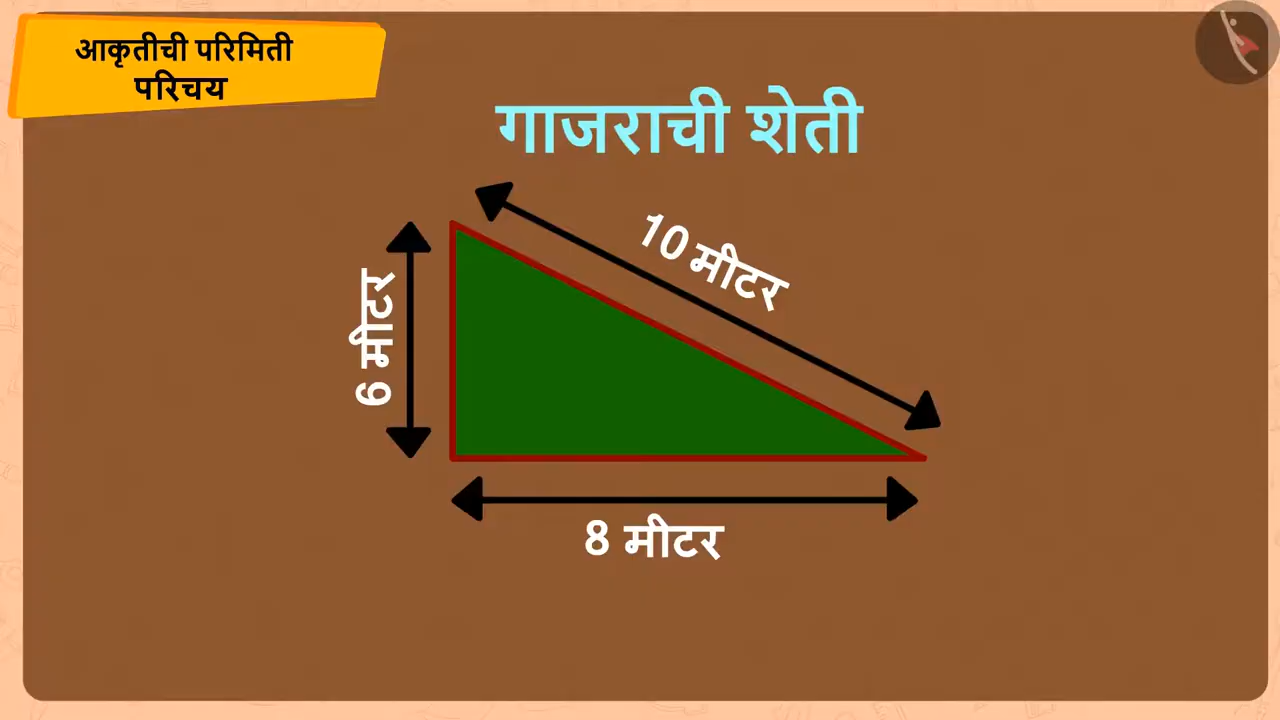 आकृतीची परिमिती
परिचय
गाजराची शेती
10 मीटर
6 मीटर
8 मीटर